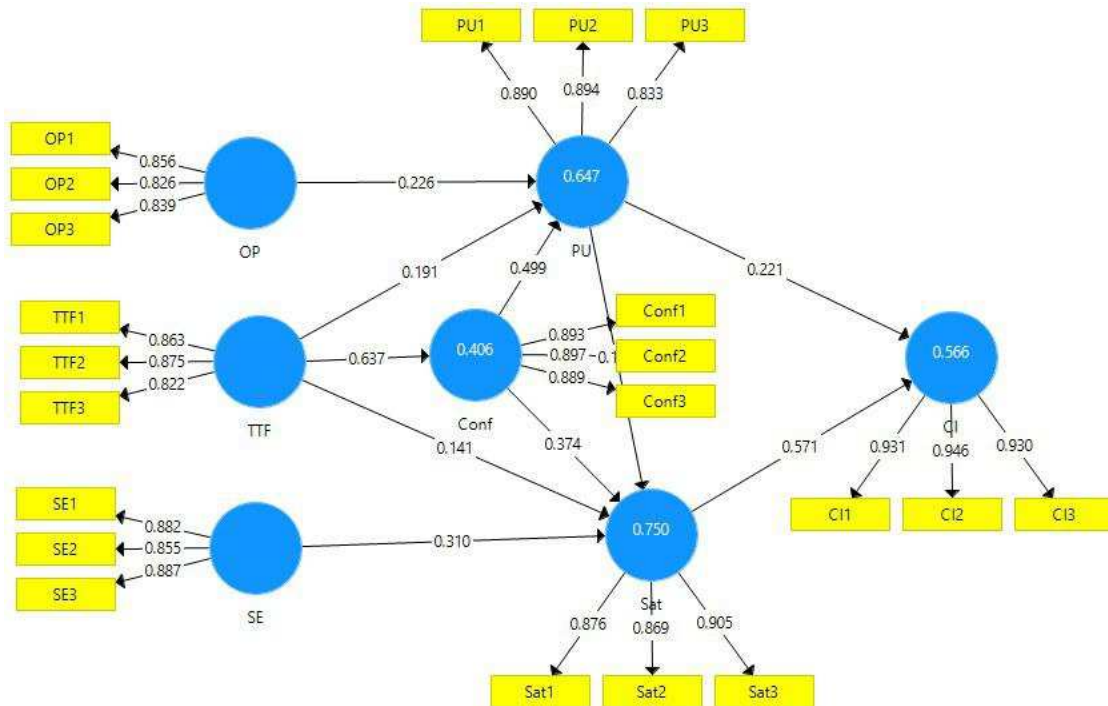 PU1 PU2 PU3
0.890 0.894 0.833
OP1
OP2
OP3
0.856
0.826
0.839
OP
0.226
0.647
PU
0.191
0.499
0.221
TTF1
TTF2
TTF3
0.863
0.875
0.822
TTF
0.637
0.406
Conf
0.893
0.897
0.889
Conf1
Conf2
Conf3
0.566
CI
0.141
0.374
0.571
0.931 0.946 0.930
CI1 CI2 CI3
SE1
SE2
SE3
0.882
0.855
0.887
SE
0.310
0.750
Sat
0.876 0.869 0.905
Sat1 Sat2 Sat3